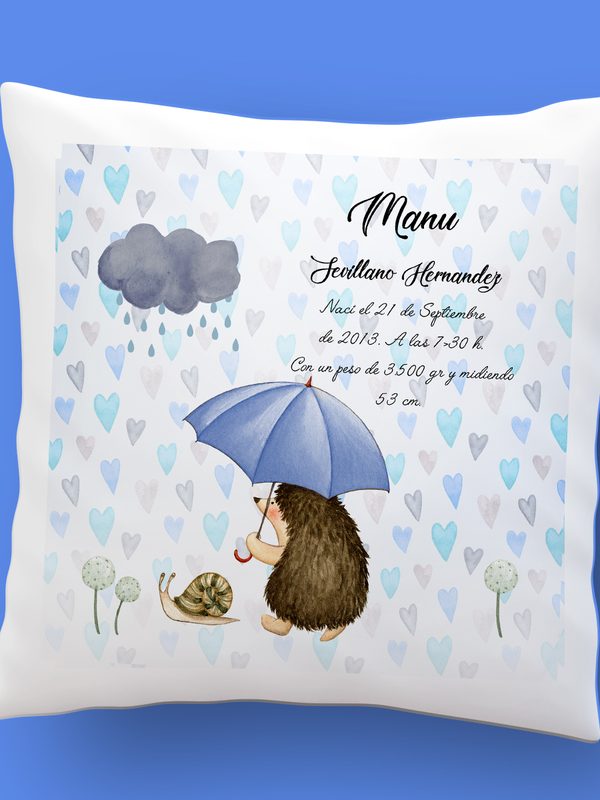 Manu
Sevillano Hernandez
Nací el 21 de Septiembre
de 2013. A las 7>30 h.
Con un peso de 3.500 gr y midiendo
53 cm.